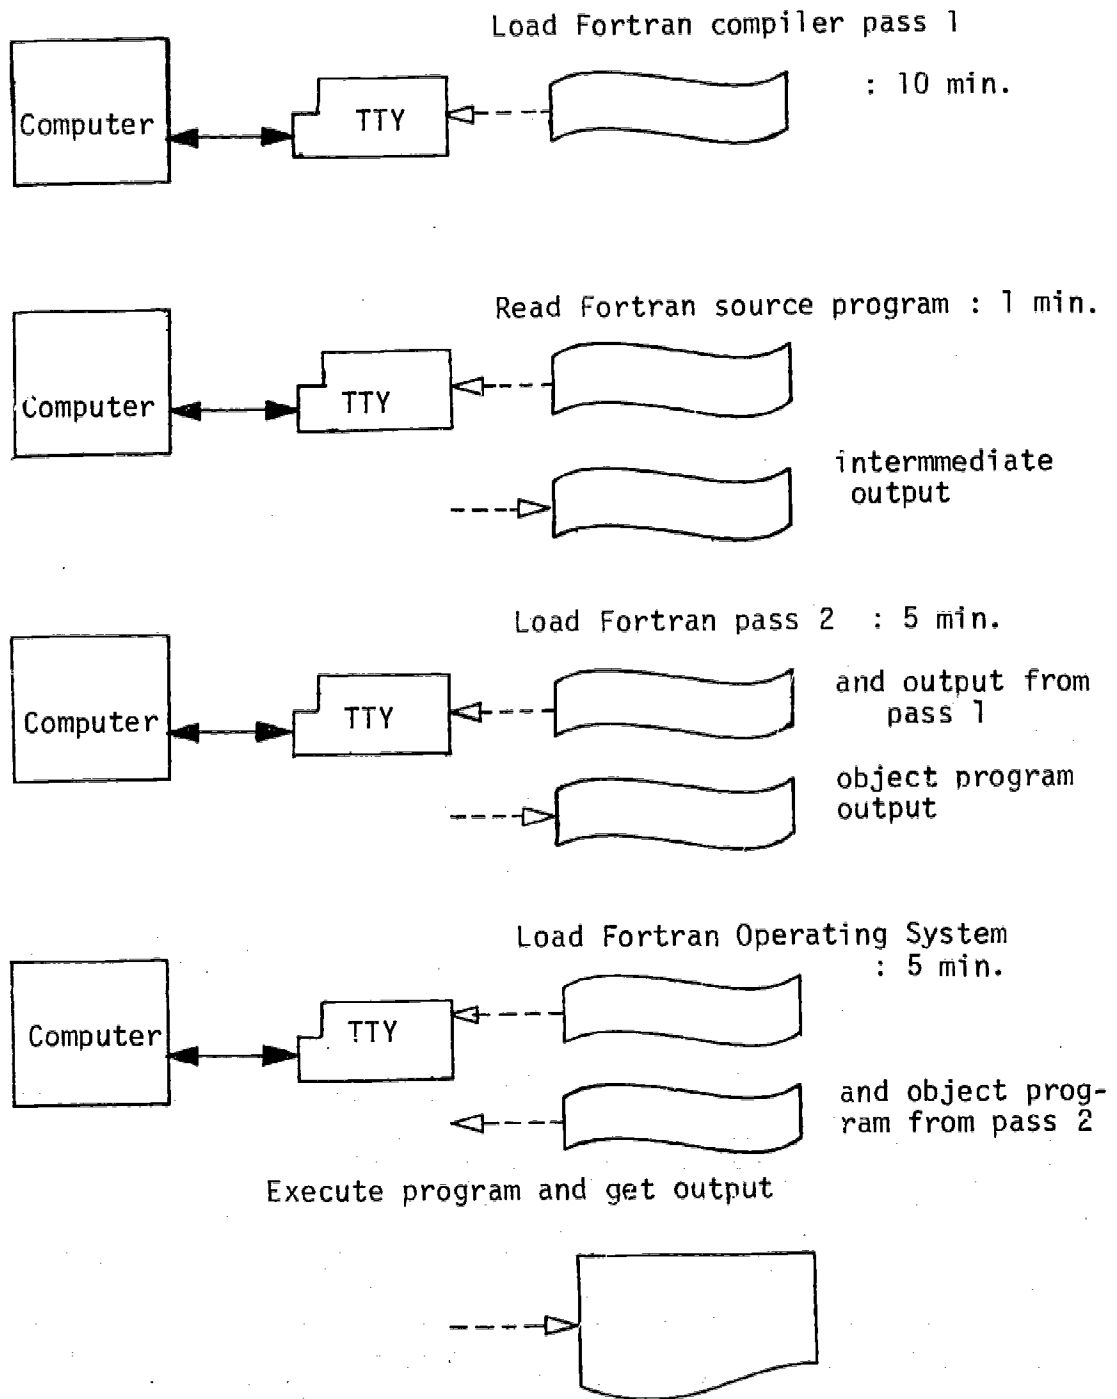 Load Fortran compiler pass 1
: 10 min.
Computer
TTY
Read Fortran source program : 1 min.
Computer
TTY
intermmediate
output
Load Fortran pass 2 : 5 min.
Computer
TTY
and output from
pass 1
object program
output
Load Fortran Operating System
: 5 min.
Computer
TTY
and object prog-
ram from pass 2
Execute program and get output